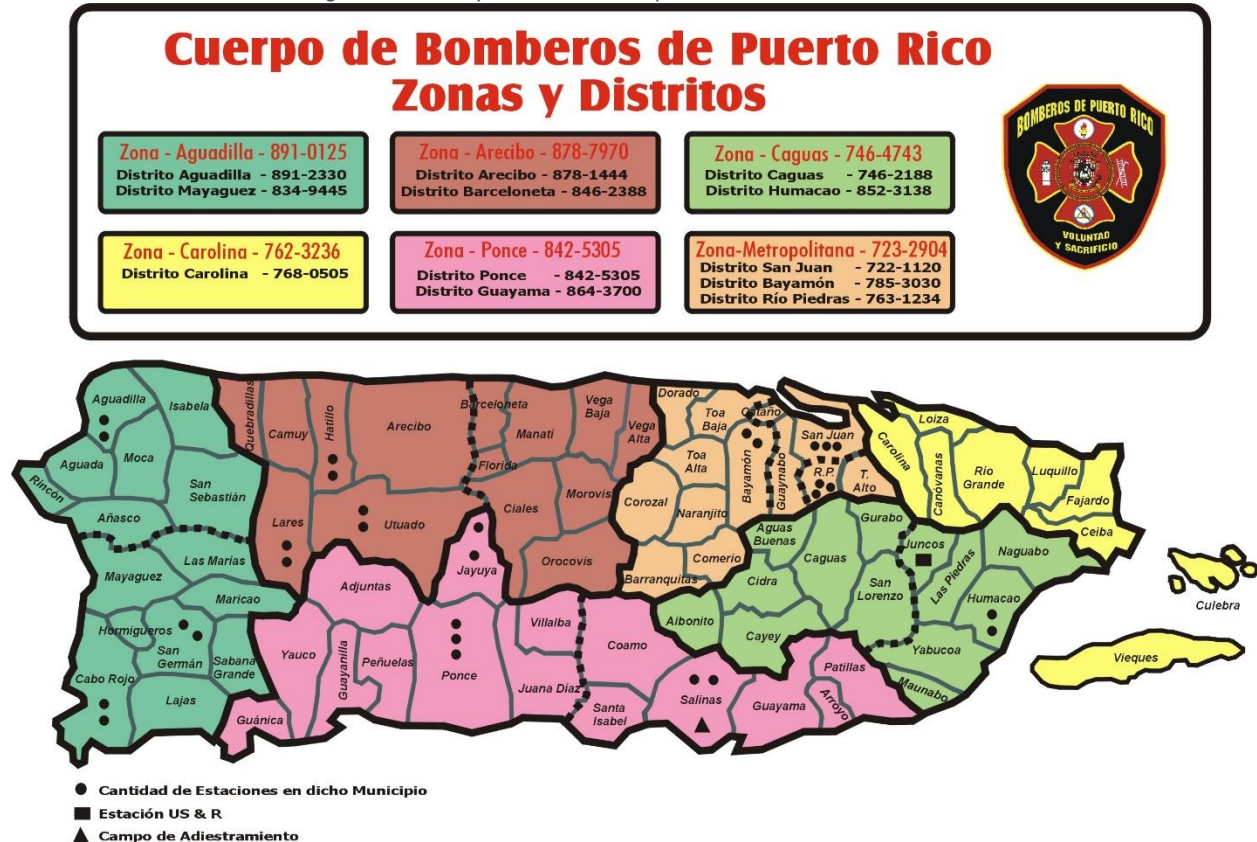 Cuerpo de Bomberos de Puerto Rico
Zonas y Distritos
BOMBEROS DE PUERTO RICO
VOLUNTAD
Y SACRIFICIO
Zona - Aguadilla - 891-0125
Distrito Aguadilla - 891-2330
Distrito Mayaguez - 834-9445
Zona - Arecibo - 878-7970
Distrito Arecibo - 878-1444
Distrito Barceloneta - 846-2388
Zona - Caguas - 746-4743
Distrito Caguas - 746-2188
Distrito Humacao - 852-3138
Zona - Carolina - 762-3236
Distrito Carolina - 768-0505
Zona - Ponce - 842-5305
Distrito Ponce - 842-5305
Distrito Guayama - 864-3700
Zona-Metropolitana - 723-2904
Distrito San Juan - 722-1120
Distrito Bayamón - 785-3030
Distrito Río Piedras - 763-1234
Aguadilla
Isabela
Moca
Aguada
Rincón
San
Sebastián
Añasco
Mayaguez
Las Marías
Maricao
Hormigueros
San
Germán
Sabana
Grande
Cabo Rojo
Lajas
Quebradillas
Camuy
Hatillo
Arecibo
Lares
Utuado
Barceloneta
Manatí
Vega
Baja
Vega
Alta
Florida
Ciales
Morovis
Orocovis
Adjuntas
Jayuya
Yauco
Guayanilla
Peñuelas
Ponce
Villalba
Juana Diaz
Guánica
Coamo
Santa
Isabel
Salinas
Guayama
Patillas
Arroyo
Dorado
Toa
Baja
Cataño
Toa
Alta
Bayamón
Guaynabo
San Juan
R.P.
T.
Alto
Corozal
Naranjito
Comerio
Barranquitas
Aguas
Buenas
Caguas
Gurabo
Cidra
San
Lorenzo
Aibonito
Cayey
Juncos
Las Piedras
Naguabo
Humacao
Yabucoa
Maunabo
Carolina
Loiza
Canóvanas
Río
Grande
Luquillo
Fajardo
Ceiba
Culebra
Vieques
Cantidad de Estaciones en dicho Municipio
Estación US & R
Campo de Adiestramiento